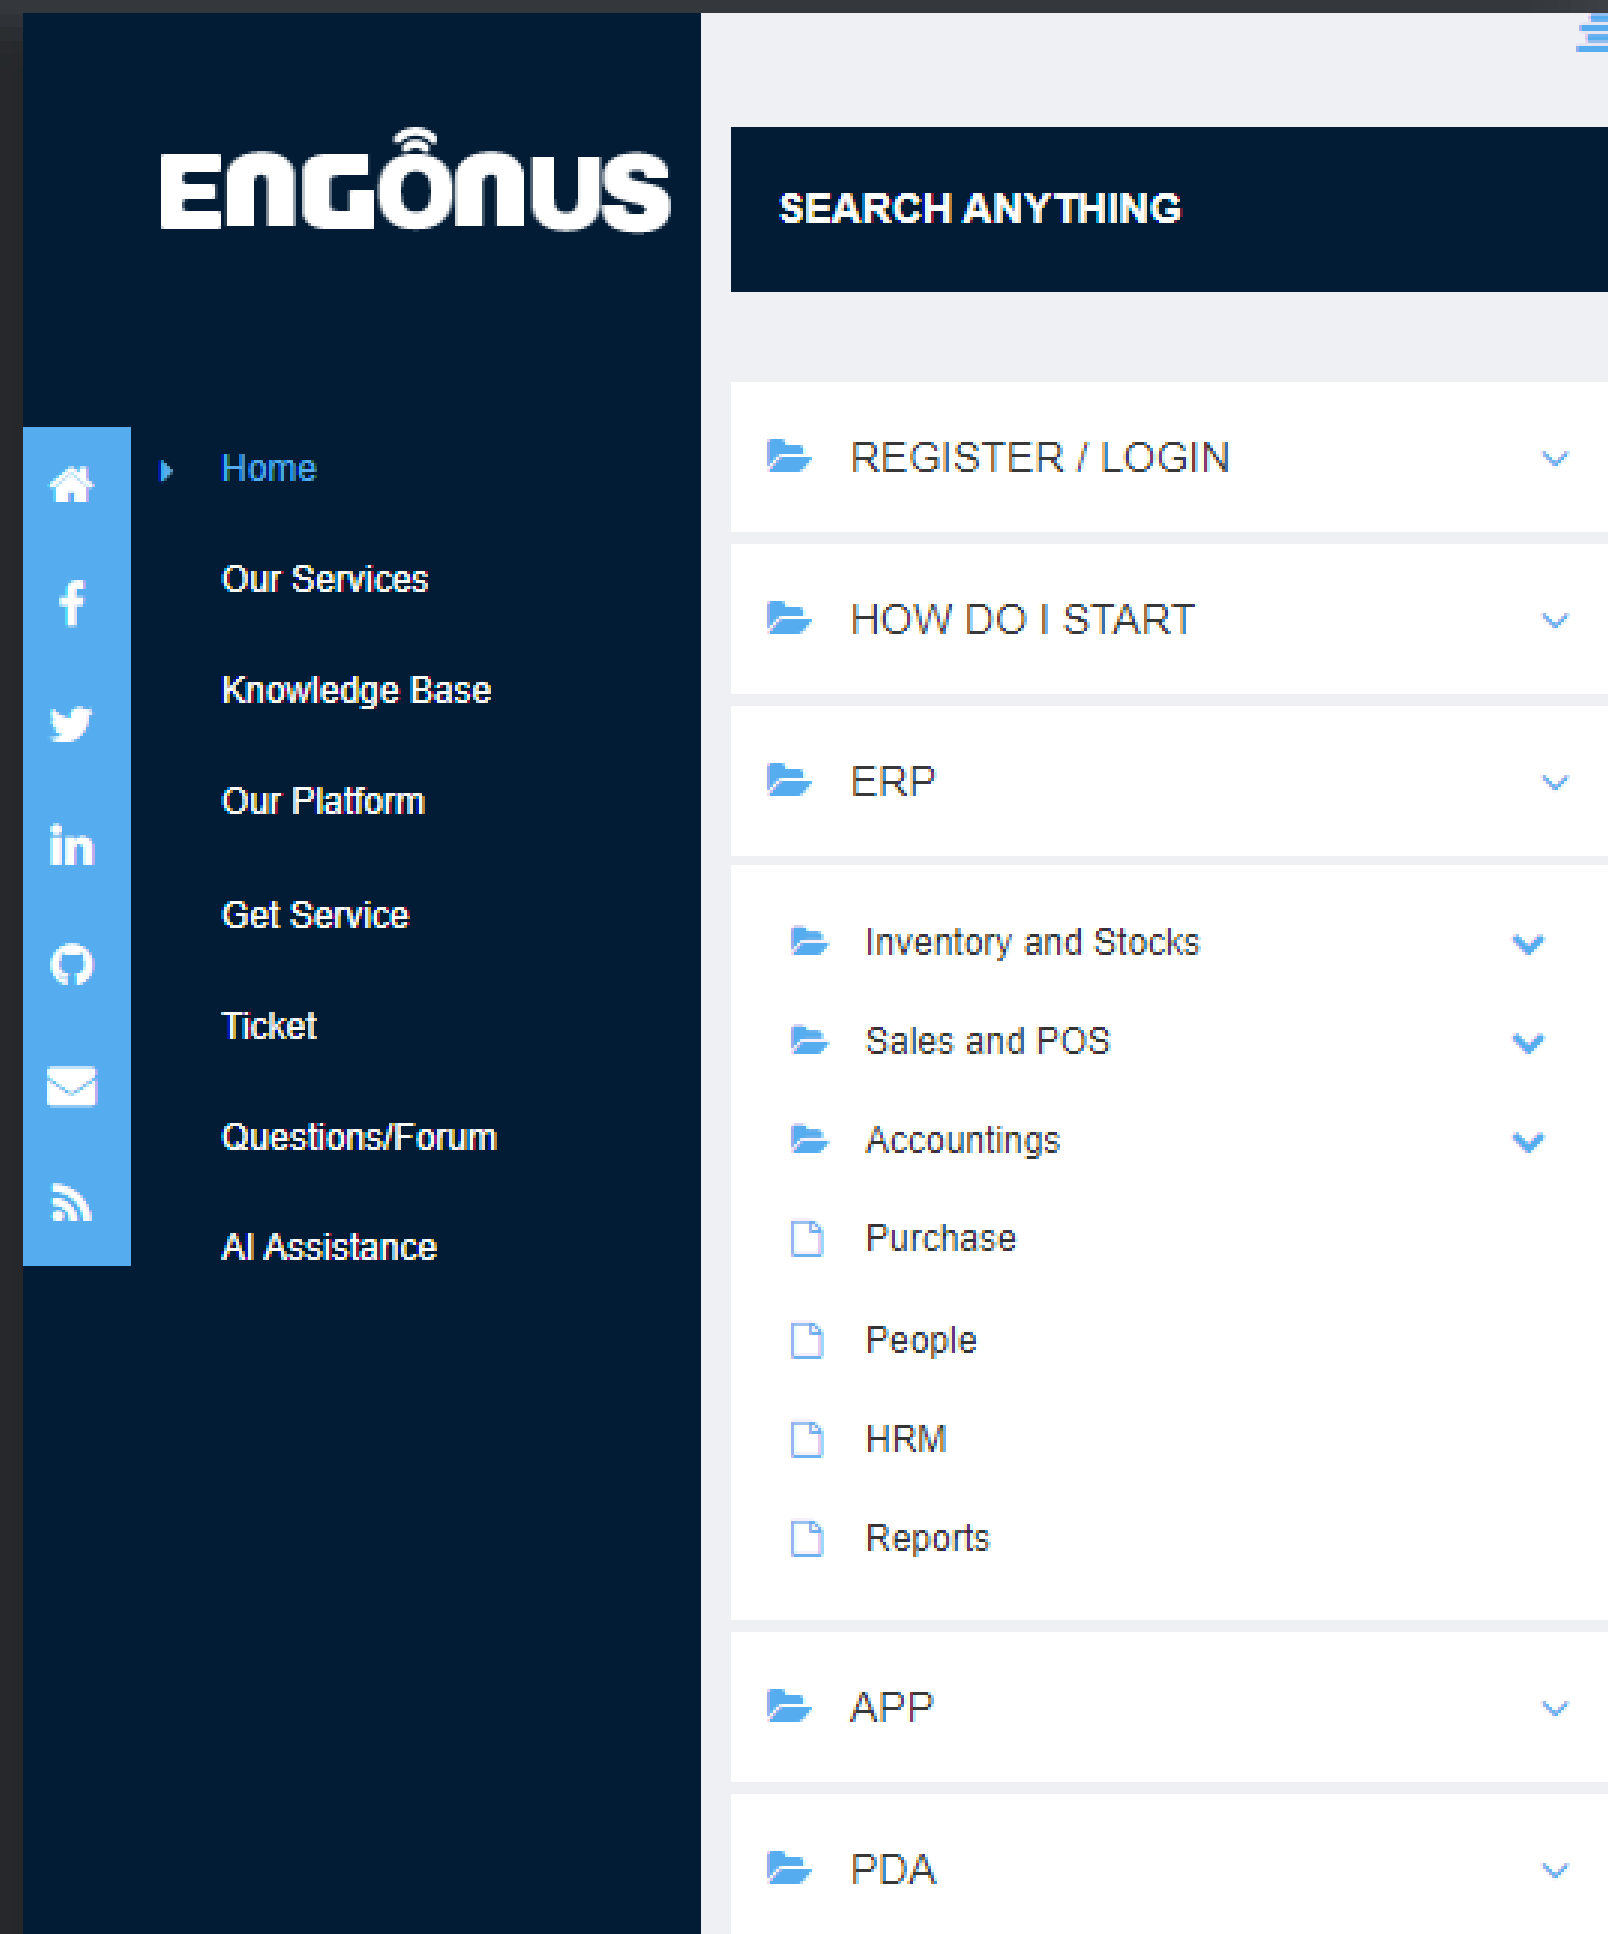 ENGÔNUS
Home
Our Services
Knowledge Base
Our Platform
Get Service
Ticket
Questions/Forum
AI Assistance
SEARCH ANYTHING
REGISTER / LOGIN
HOW DO I START
ERP
Inventory and Stocks
Sales and POS
Accountings
Purchase
People
HRM
Reports
APP
PDA